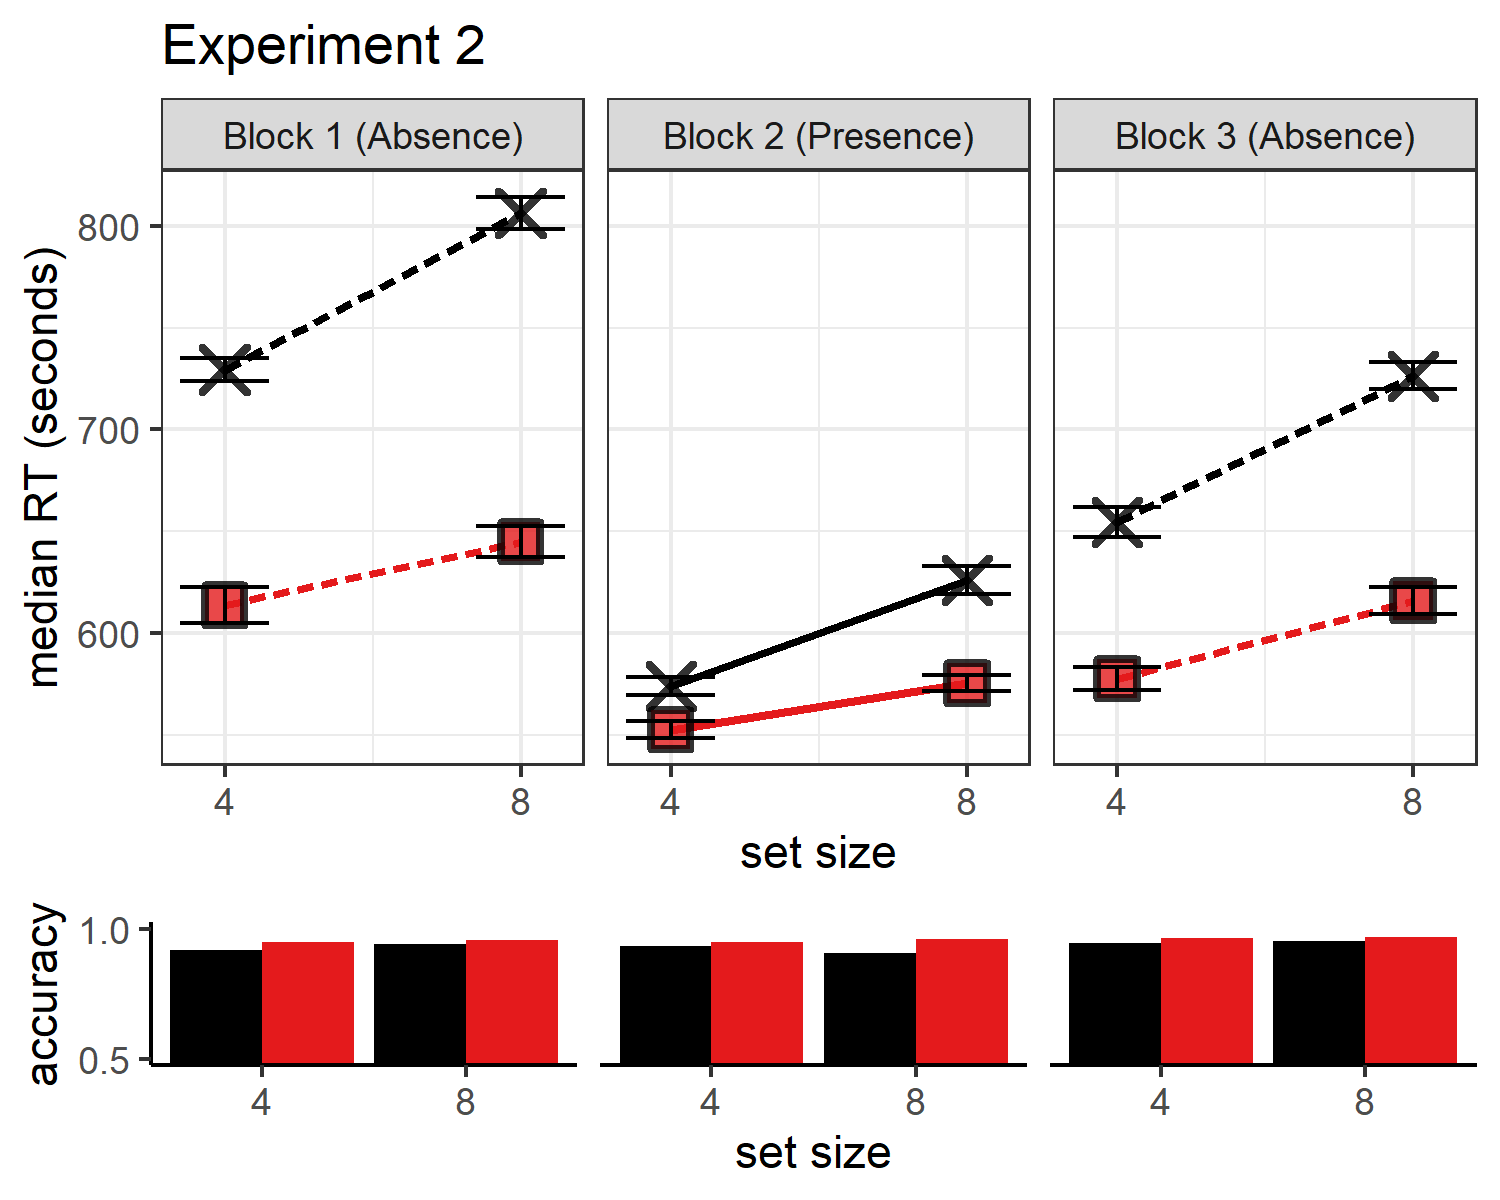 Experiment 2
Block 1 (Absence) Block 2 (Presence) Block 3 (Absence)
median RT (seconds)
800
700
600
4 8 4 8 4 8
set size
accuracy
1.0
0.5
4 8 4 8 4 8
set size